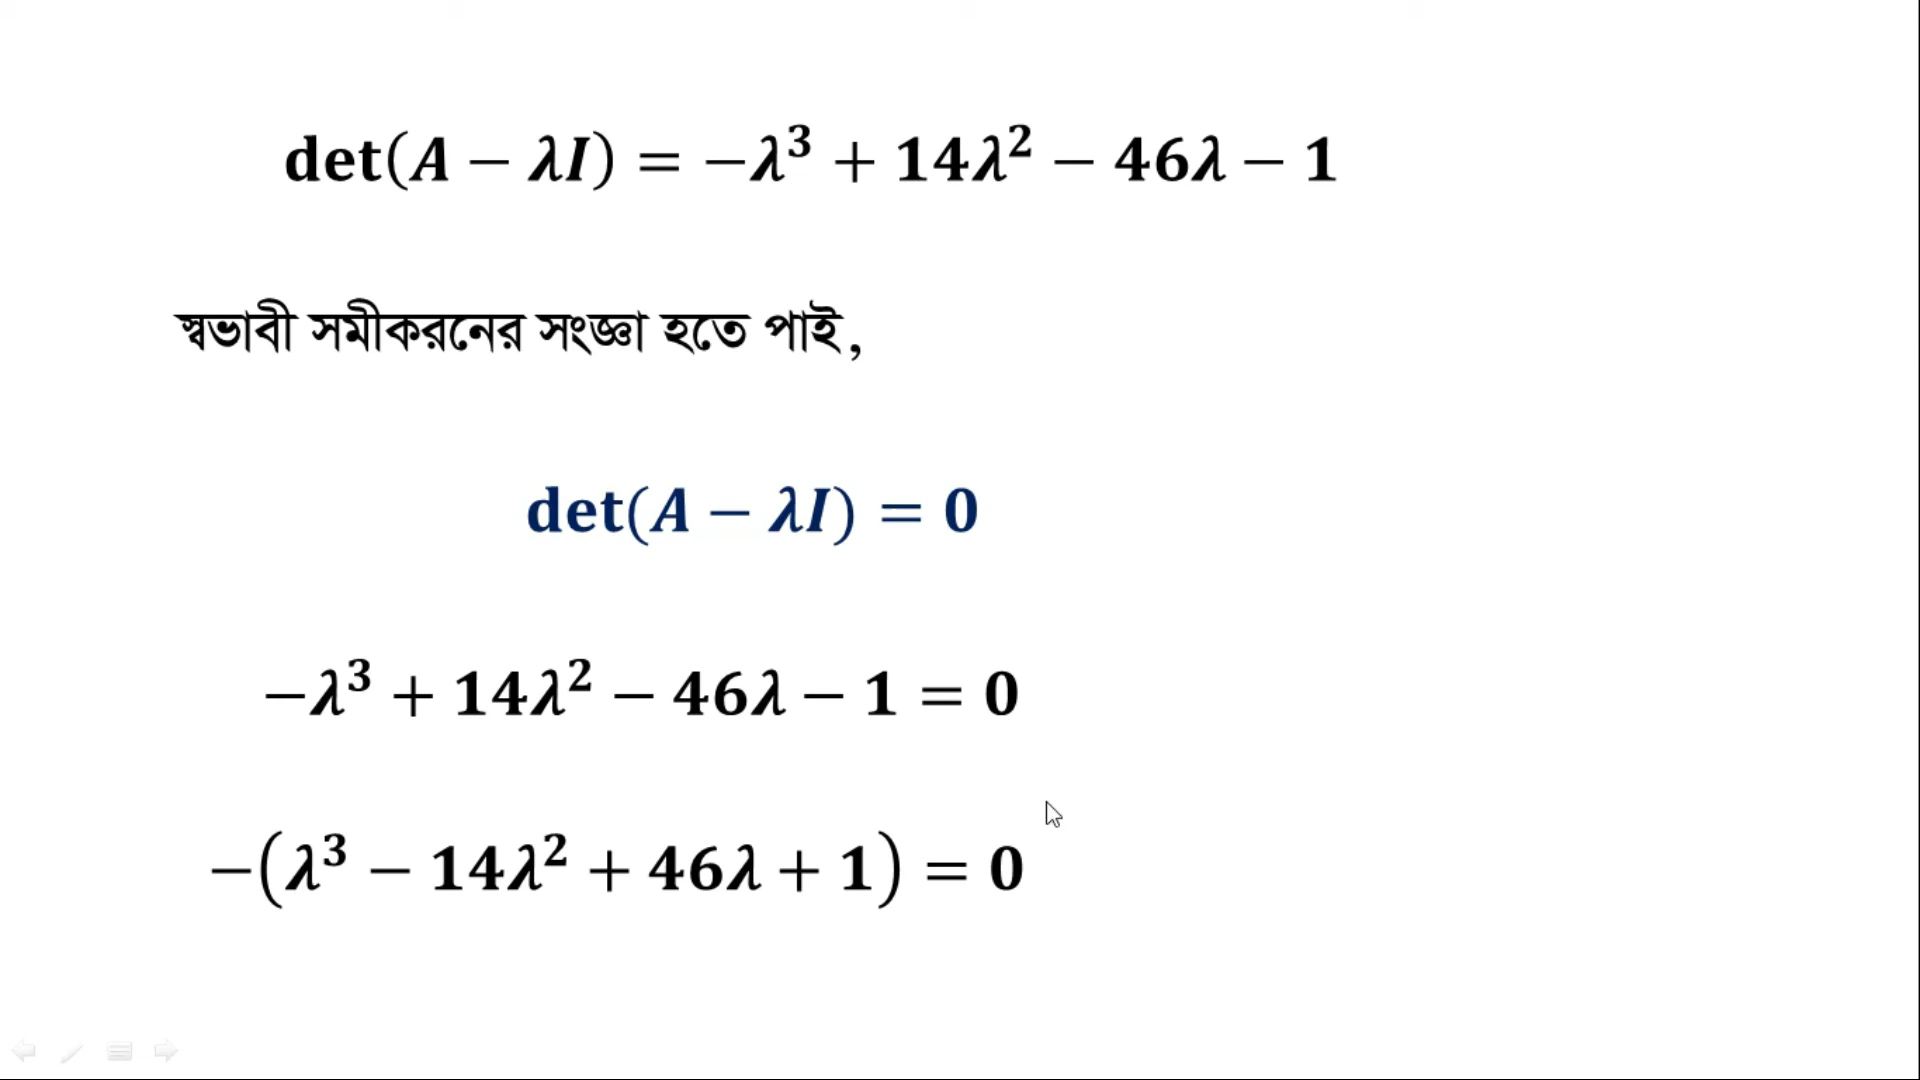 det(A − λI) = −λ³ + 14λ² − 46λ − 1
স্বভাবী সমীকরনের সংজ্ঞা হতে পাই,
det(A − λI) = 0
−λ³ + 14λ² − 46λ − 1 = 0
−(λ³ − 14λ² + 46λ + 1) = 0